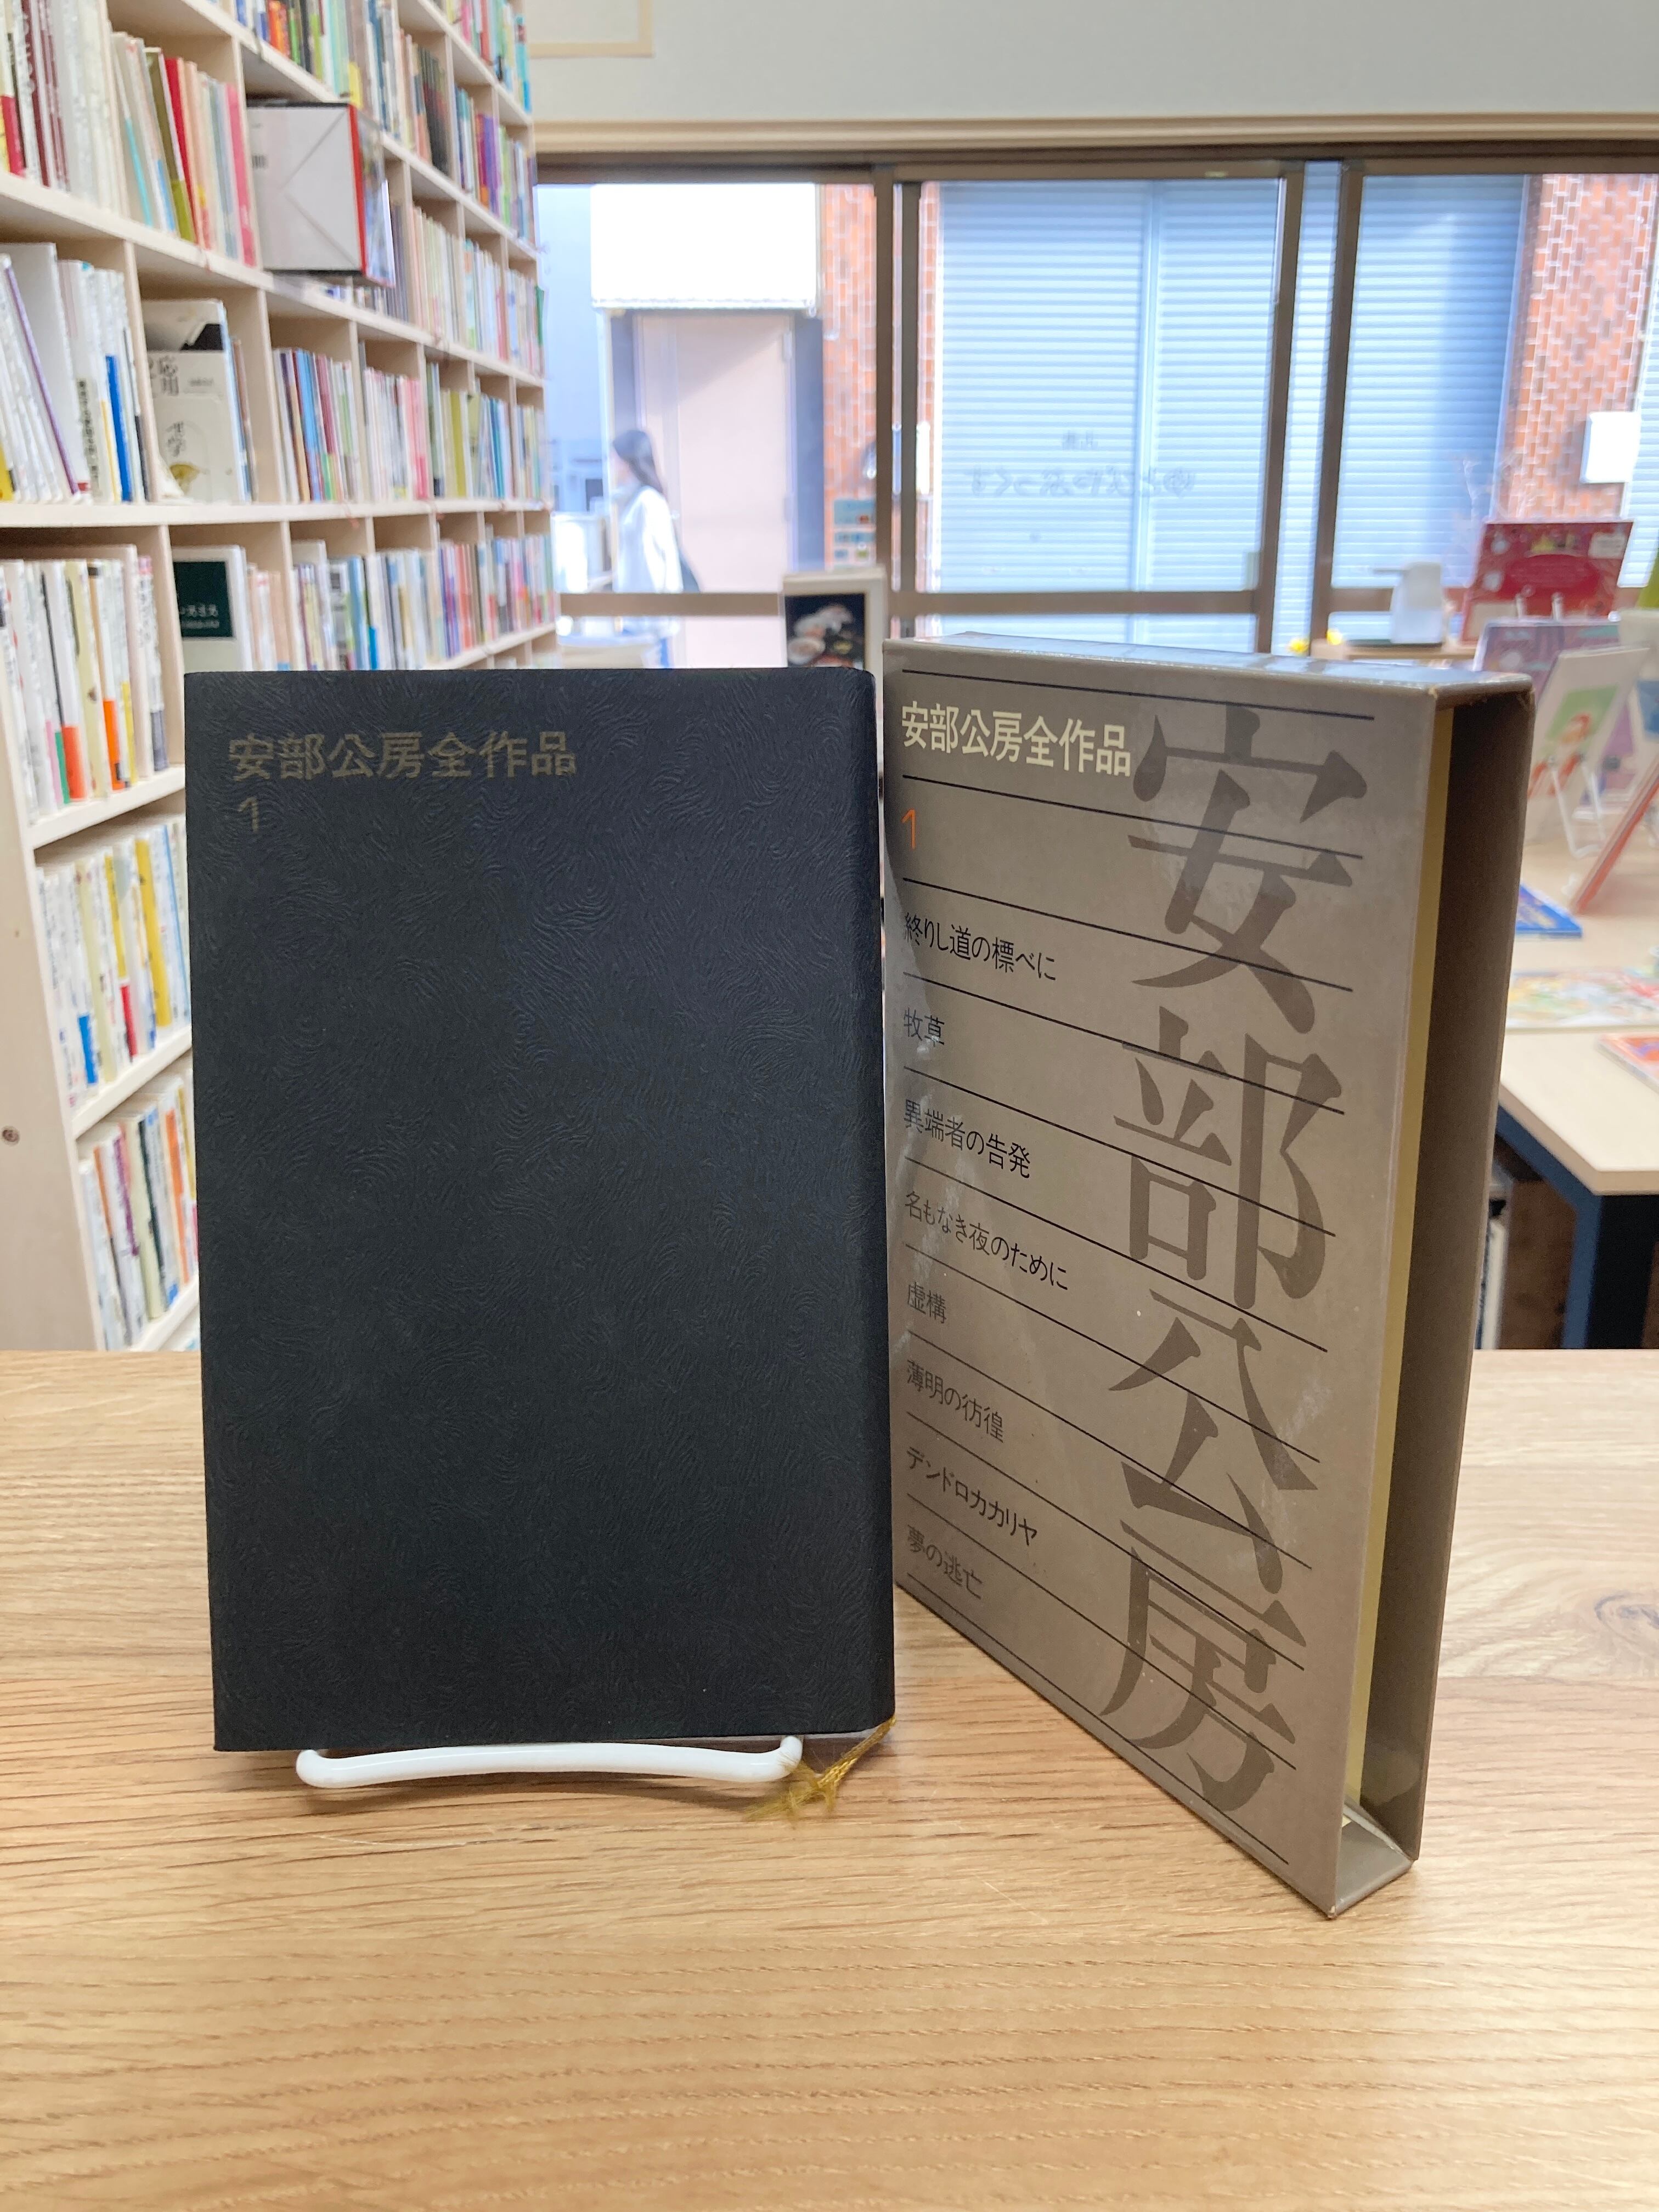 安部公房全作品
1
安部公房全作品
1
終りし道の標べに
牧草
異端者の告発
名もなき夜のために
虚構
薄明の彷徨
デンドロカカリヤ
夢の逃亡
安部公房